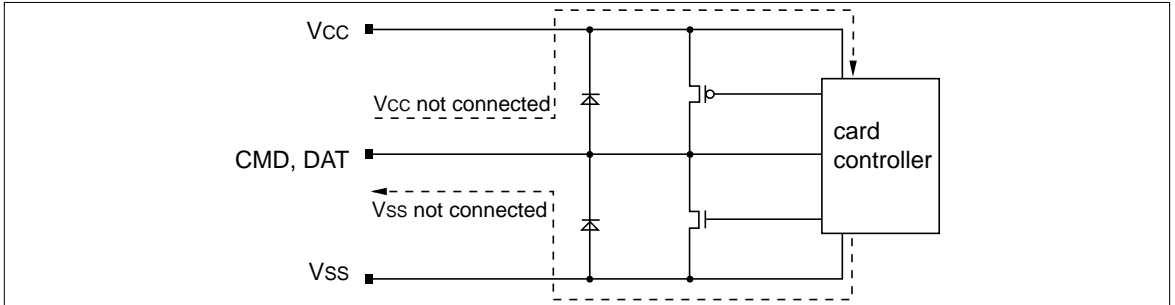 VCC
VCC not connected
card
controller
CMD, DAT
VSS not connected
VSS